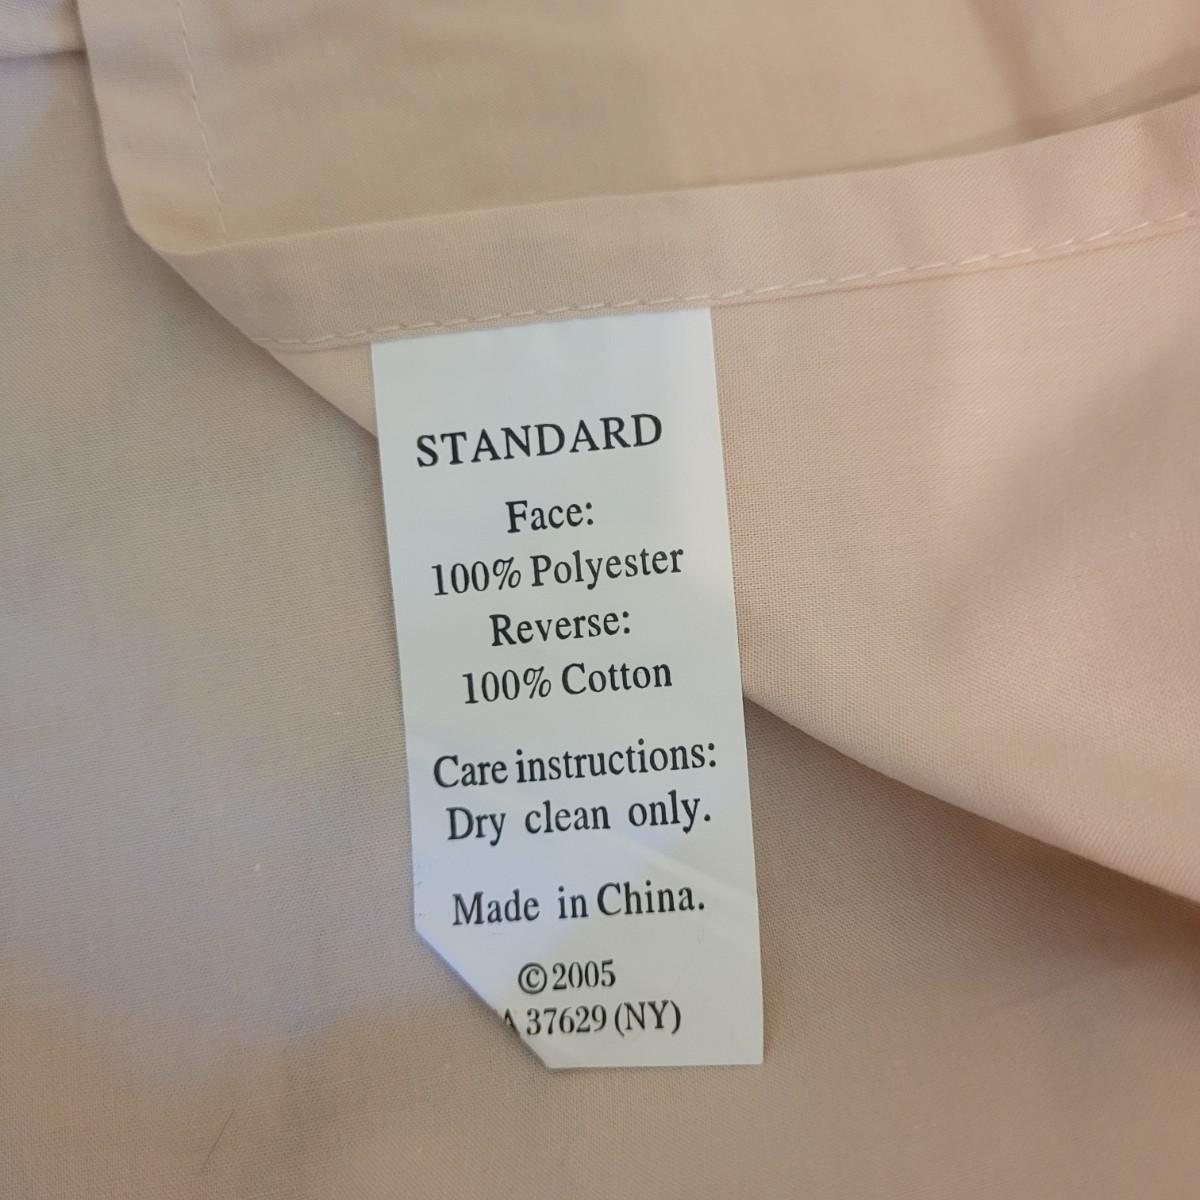 STANDARD
Face:
100% Polyester
Reverse:
100% Cotton
Care instructions:
Dry clean only.
Made in China.
©2005
A 37629 (NY)